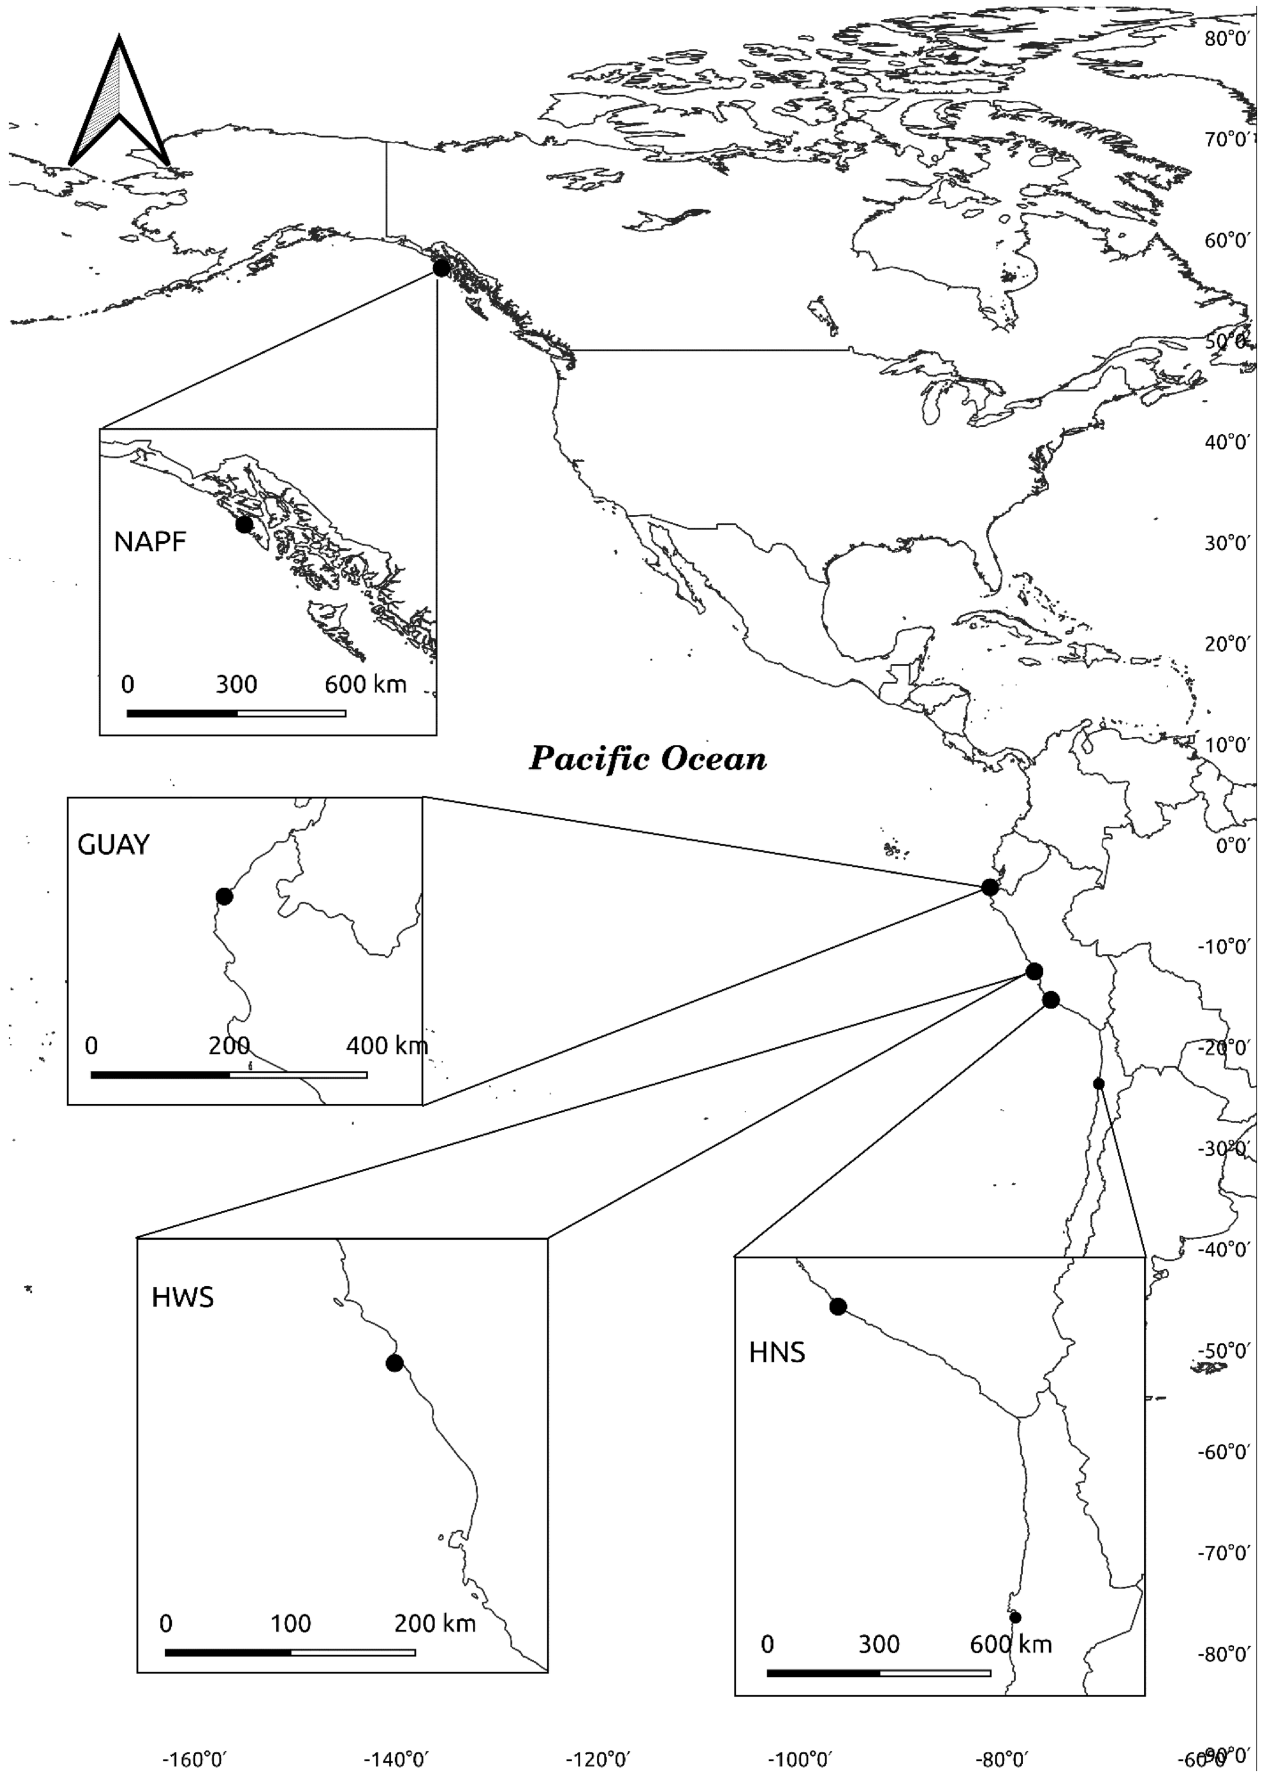 80°0′
70°0′
60°0′
50°0′
40°0′
30°0′
20°0′
10°0′
0°0′
-10°0′
-20°0′
-30°0′
-40°0′
-50°0′
-60°0′
-70°0′
-80°0′
-90°0′
NAPF
0 300 600 km
Pacific Ocean
GUAY
0 200 400 km
HWS
0 100 200 km
HNS
0 300 600 km
-160°0′ -140°0′ -120°0′ -100°0′ -80°0′ -60°0′